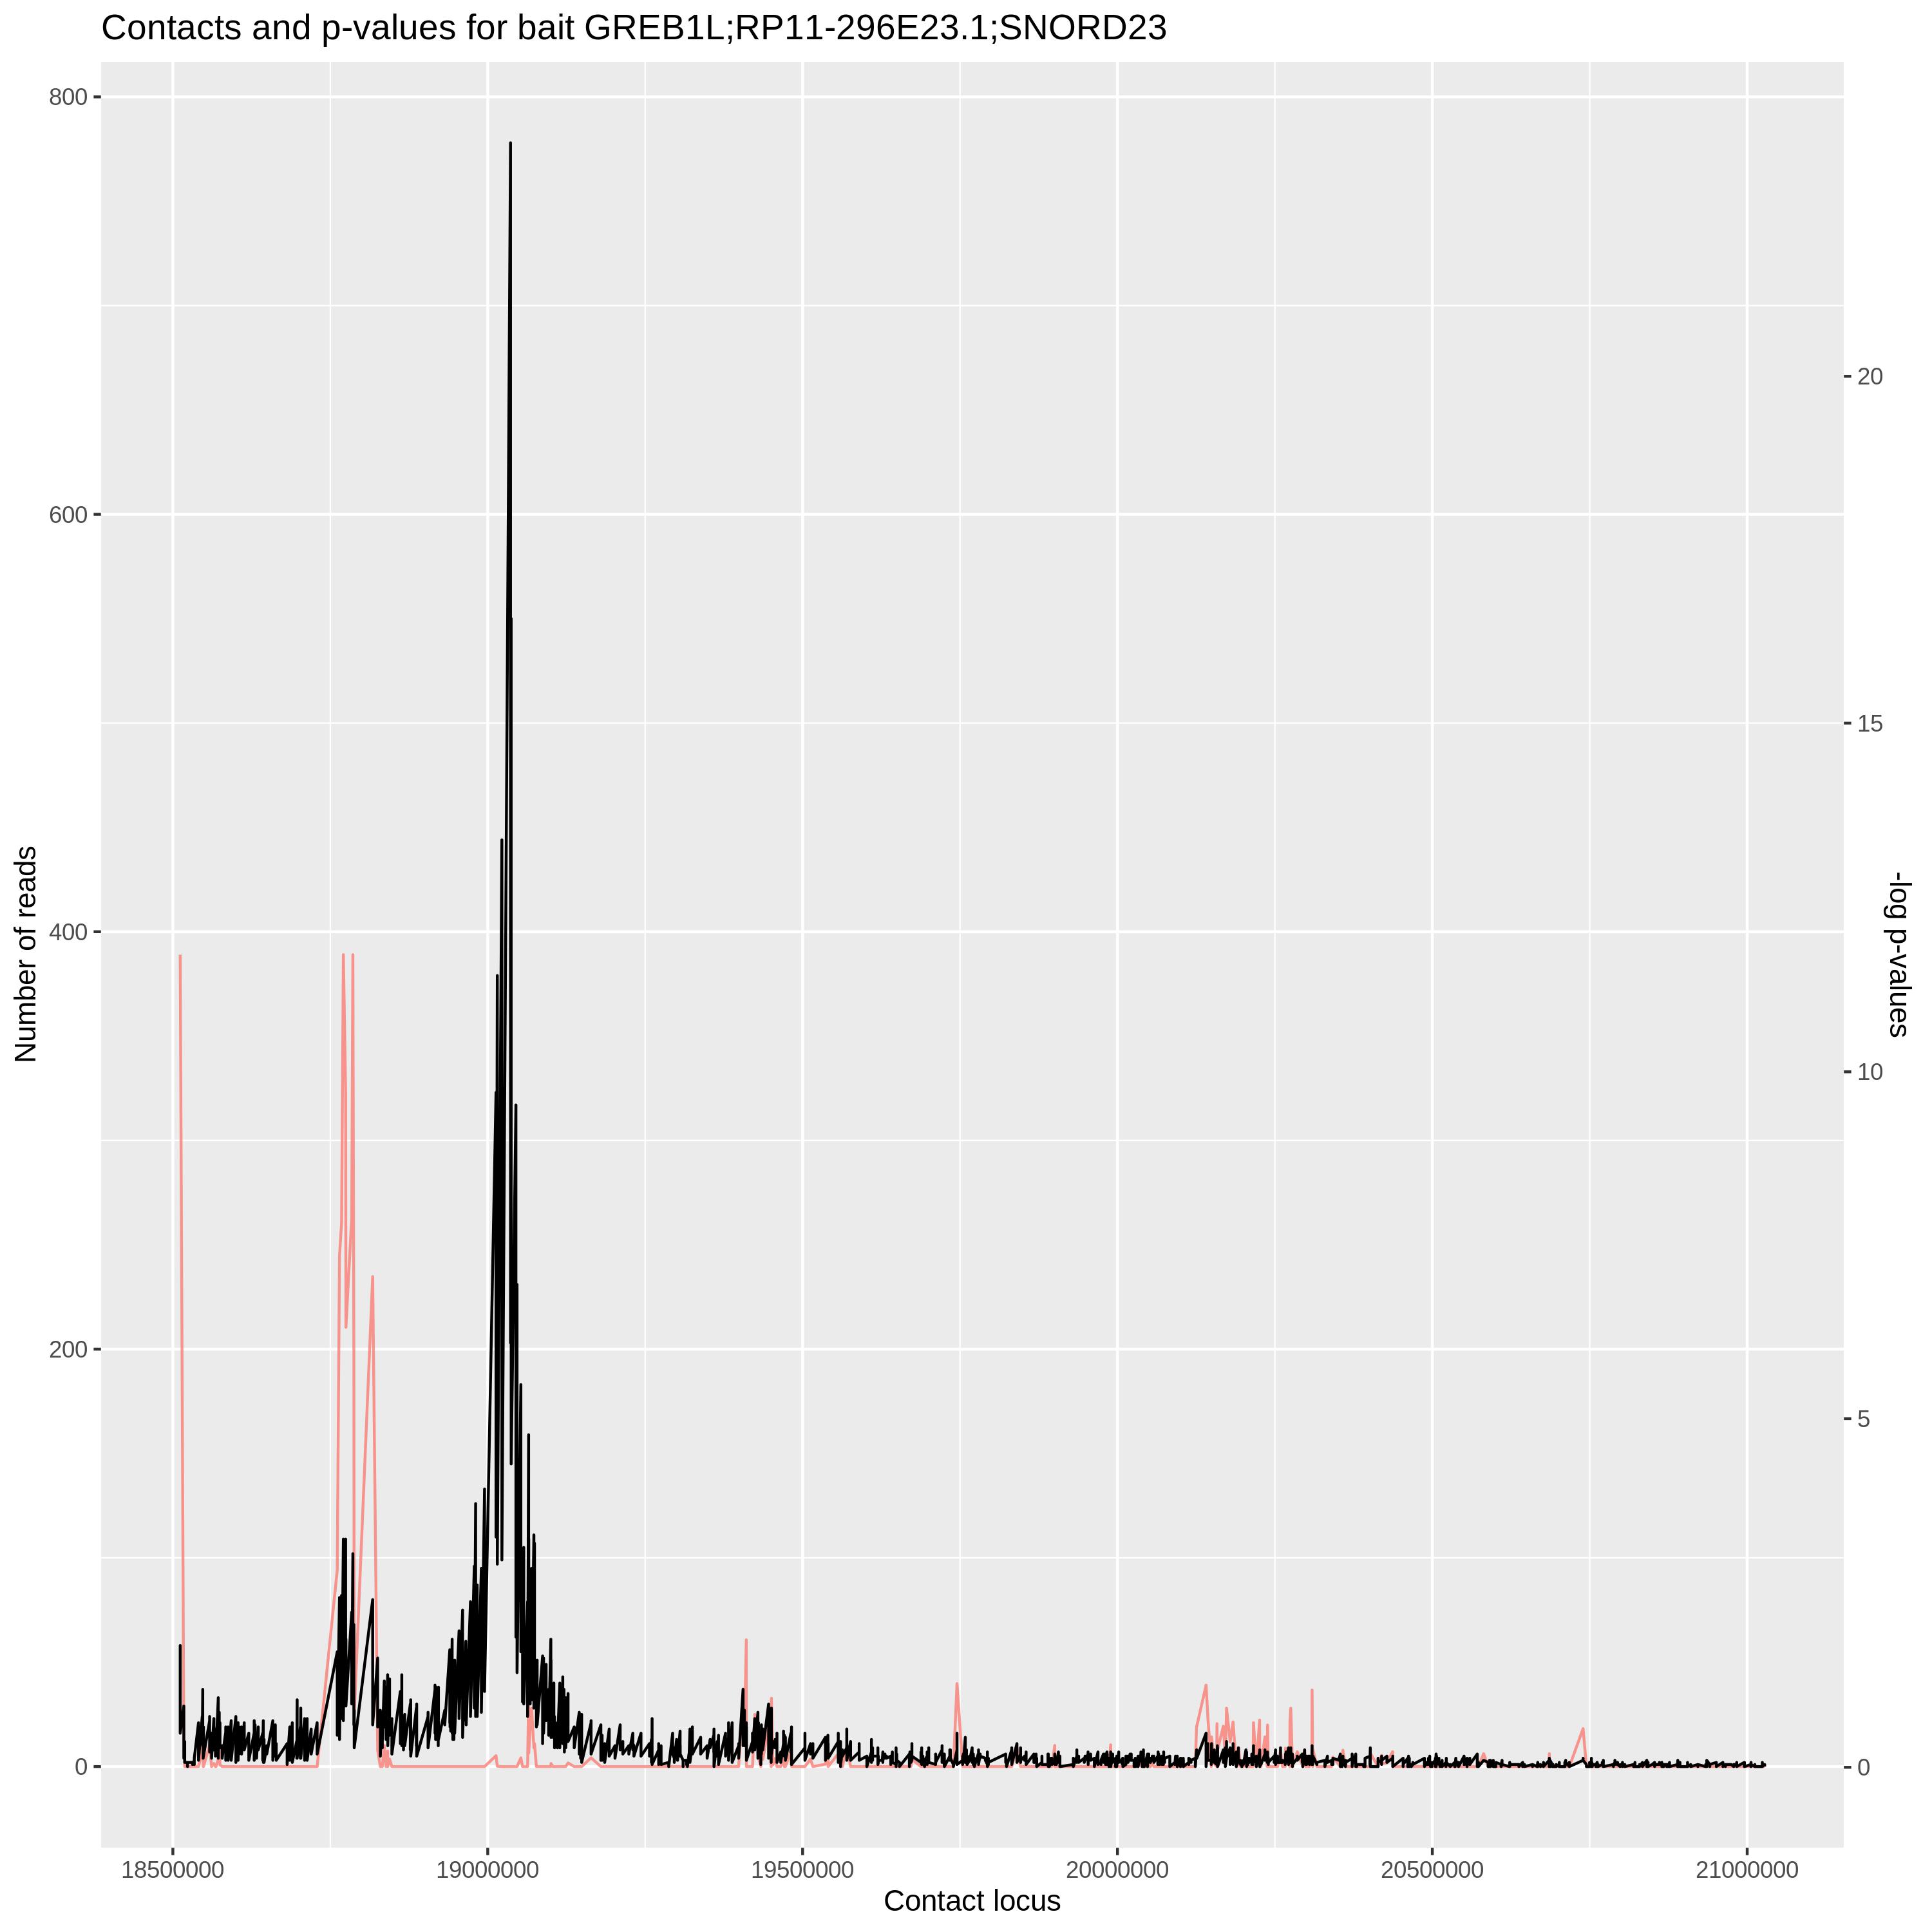 Contacts and p-values for bait GREB1L;RP11-296E23.1;SNORD23
800
600
400
200
0
Number of reads
20
15
10
5
0
-log p-values
18500000 19000000 19500000 20000000 20500000 21000000
Contact locus